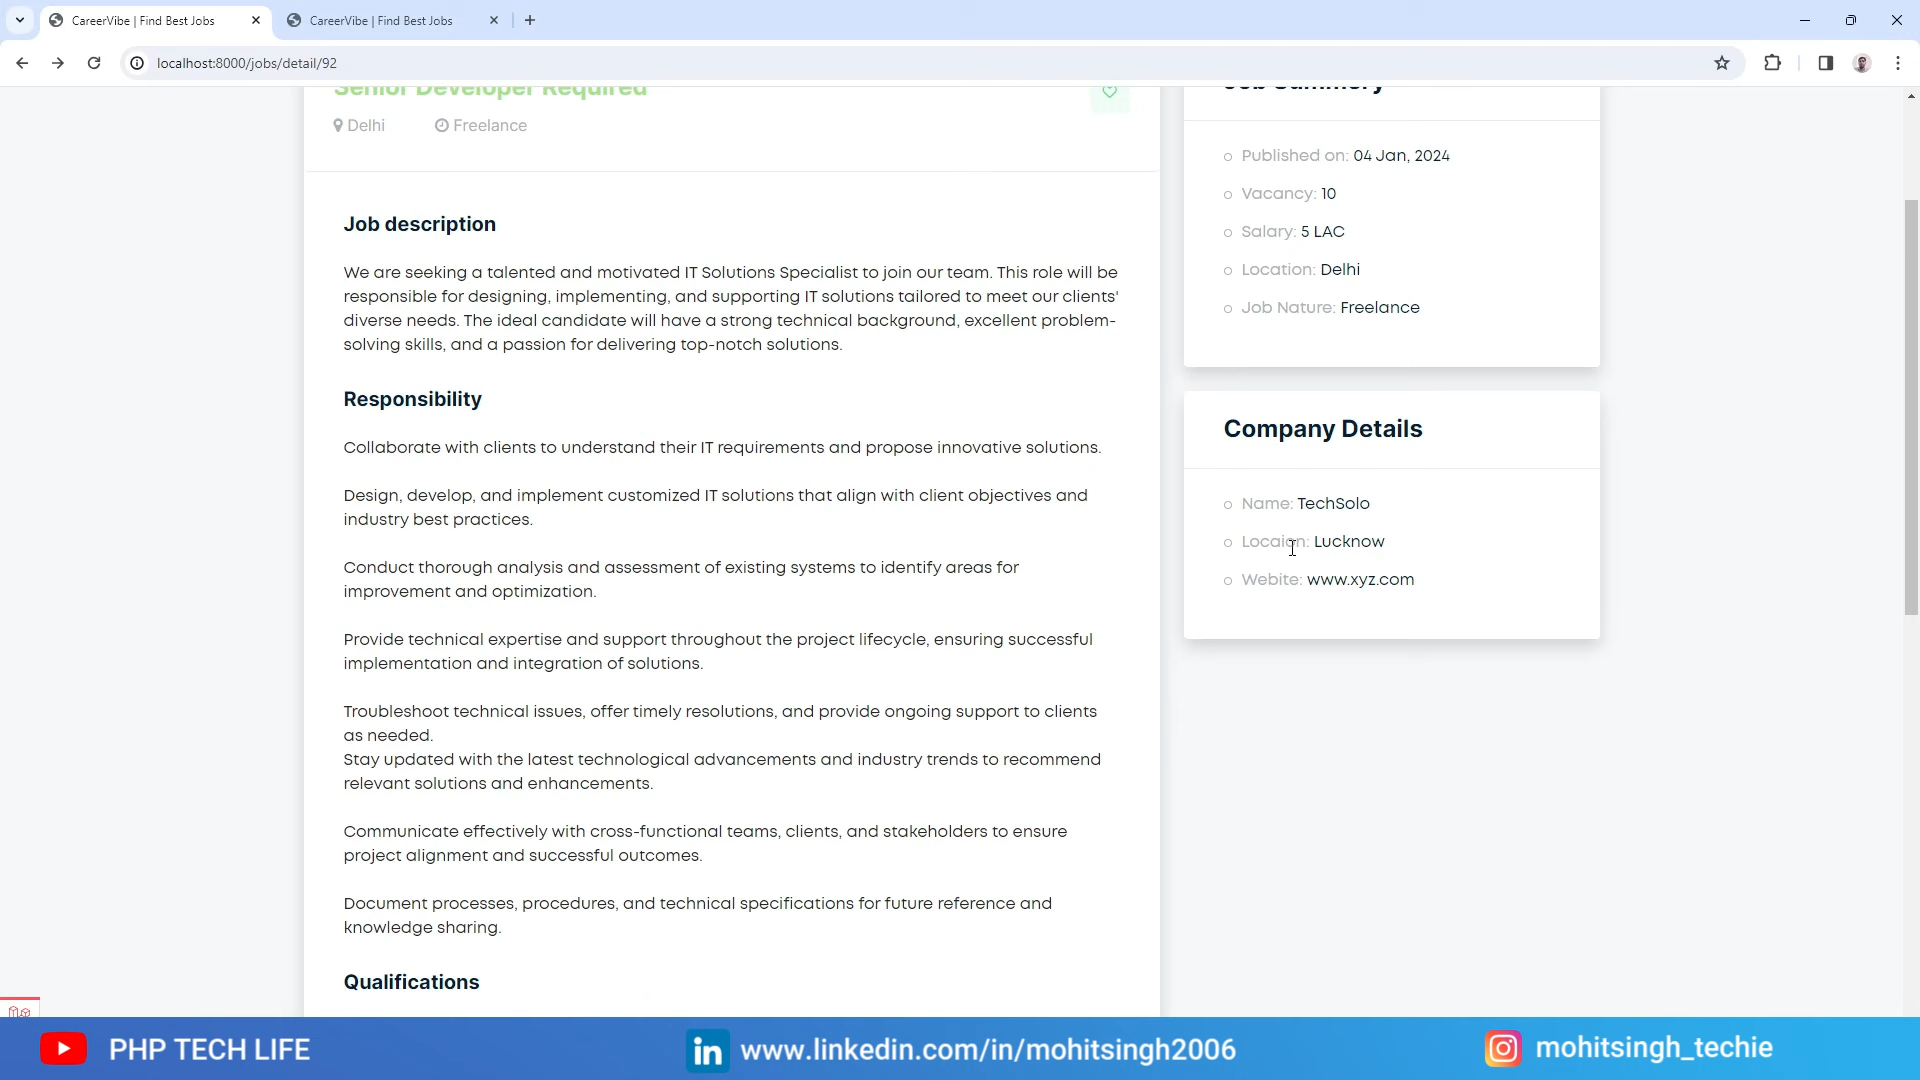 CareerVibe | Find Best Jobs
CareerVibe | Find Best Jobs
localhost:8000/jobs/detail/92
Senior Developer Required
Delhi
Freelance
Job description
We are seeking a talented and motivated IT Solutions Specialist to join our team. This role will be
responsible for designing, implementing, and supporting IT solutions tailored to meet our clients'
diverse needs. The ideal candidate will have a strong technical background, excellent problem-
solving skills, and a passion for delivering top-notch solutions.
Responsibility
Collaborate with clients to understand their IT requirements and propose innovative solutions.
Design, develop, and implement customized IT solutions that align with client objectives and
industry best practices.
Conduct thorough analysis and assessment of existing systems to identify areas for
improvement and optimization.
Provide technical expertise and support throughout the project lifecycle, ensuring successful
implementation and integration of solutions.
Troubleshoot technical issues, offer timely resolutions, and provide ongoing support to clients
as needed.
Stay updated with the latest technological advancements and industry trends to recommend
relevant solutions and enhancements.
Communicate effectively with cross-functional teams, clients, and stakeholders to ensure
project alignment and successful outcomes.
Document processes, procedures, and technical specifications for future reference and
knowledge sharing.
Qualifications
Job Summery
Published on: 04 Jan, 2024
Vacancy: 10
Salary: 5 LAC
Location: Delhi
Job Nature: Freelance
Company Details
Name: TechSolo
Locaion: Lucknow
Webite: www.xyz.com
PHP TECH LIFE
in www.linkedin.com/in/mohitsingh2006
mohitsingh_techie